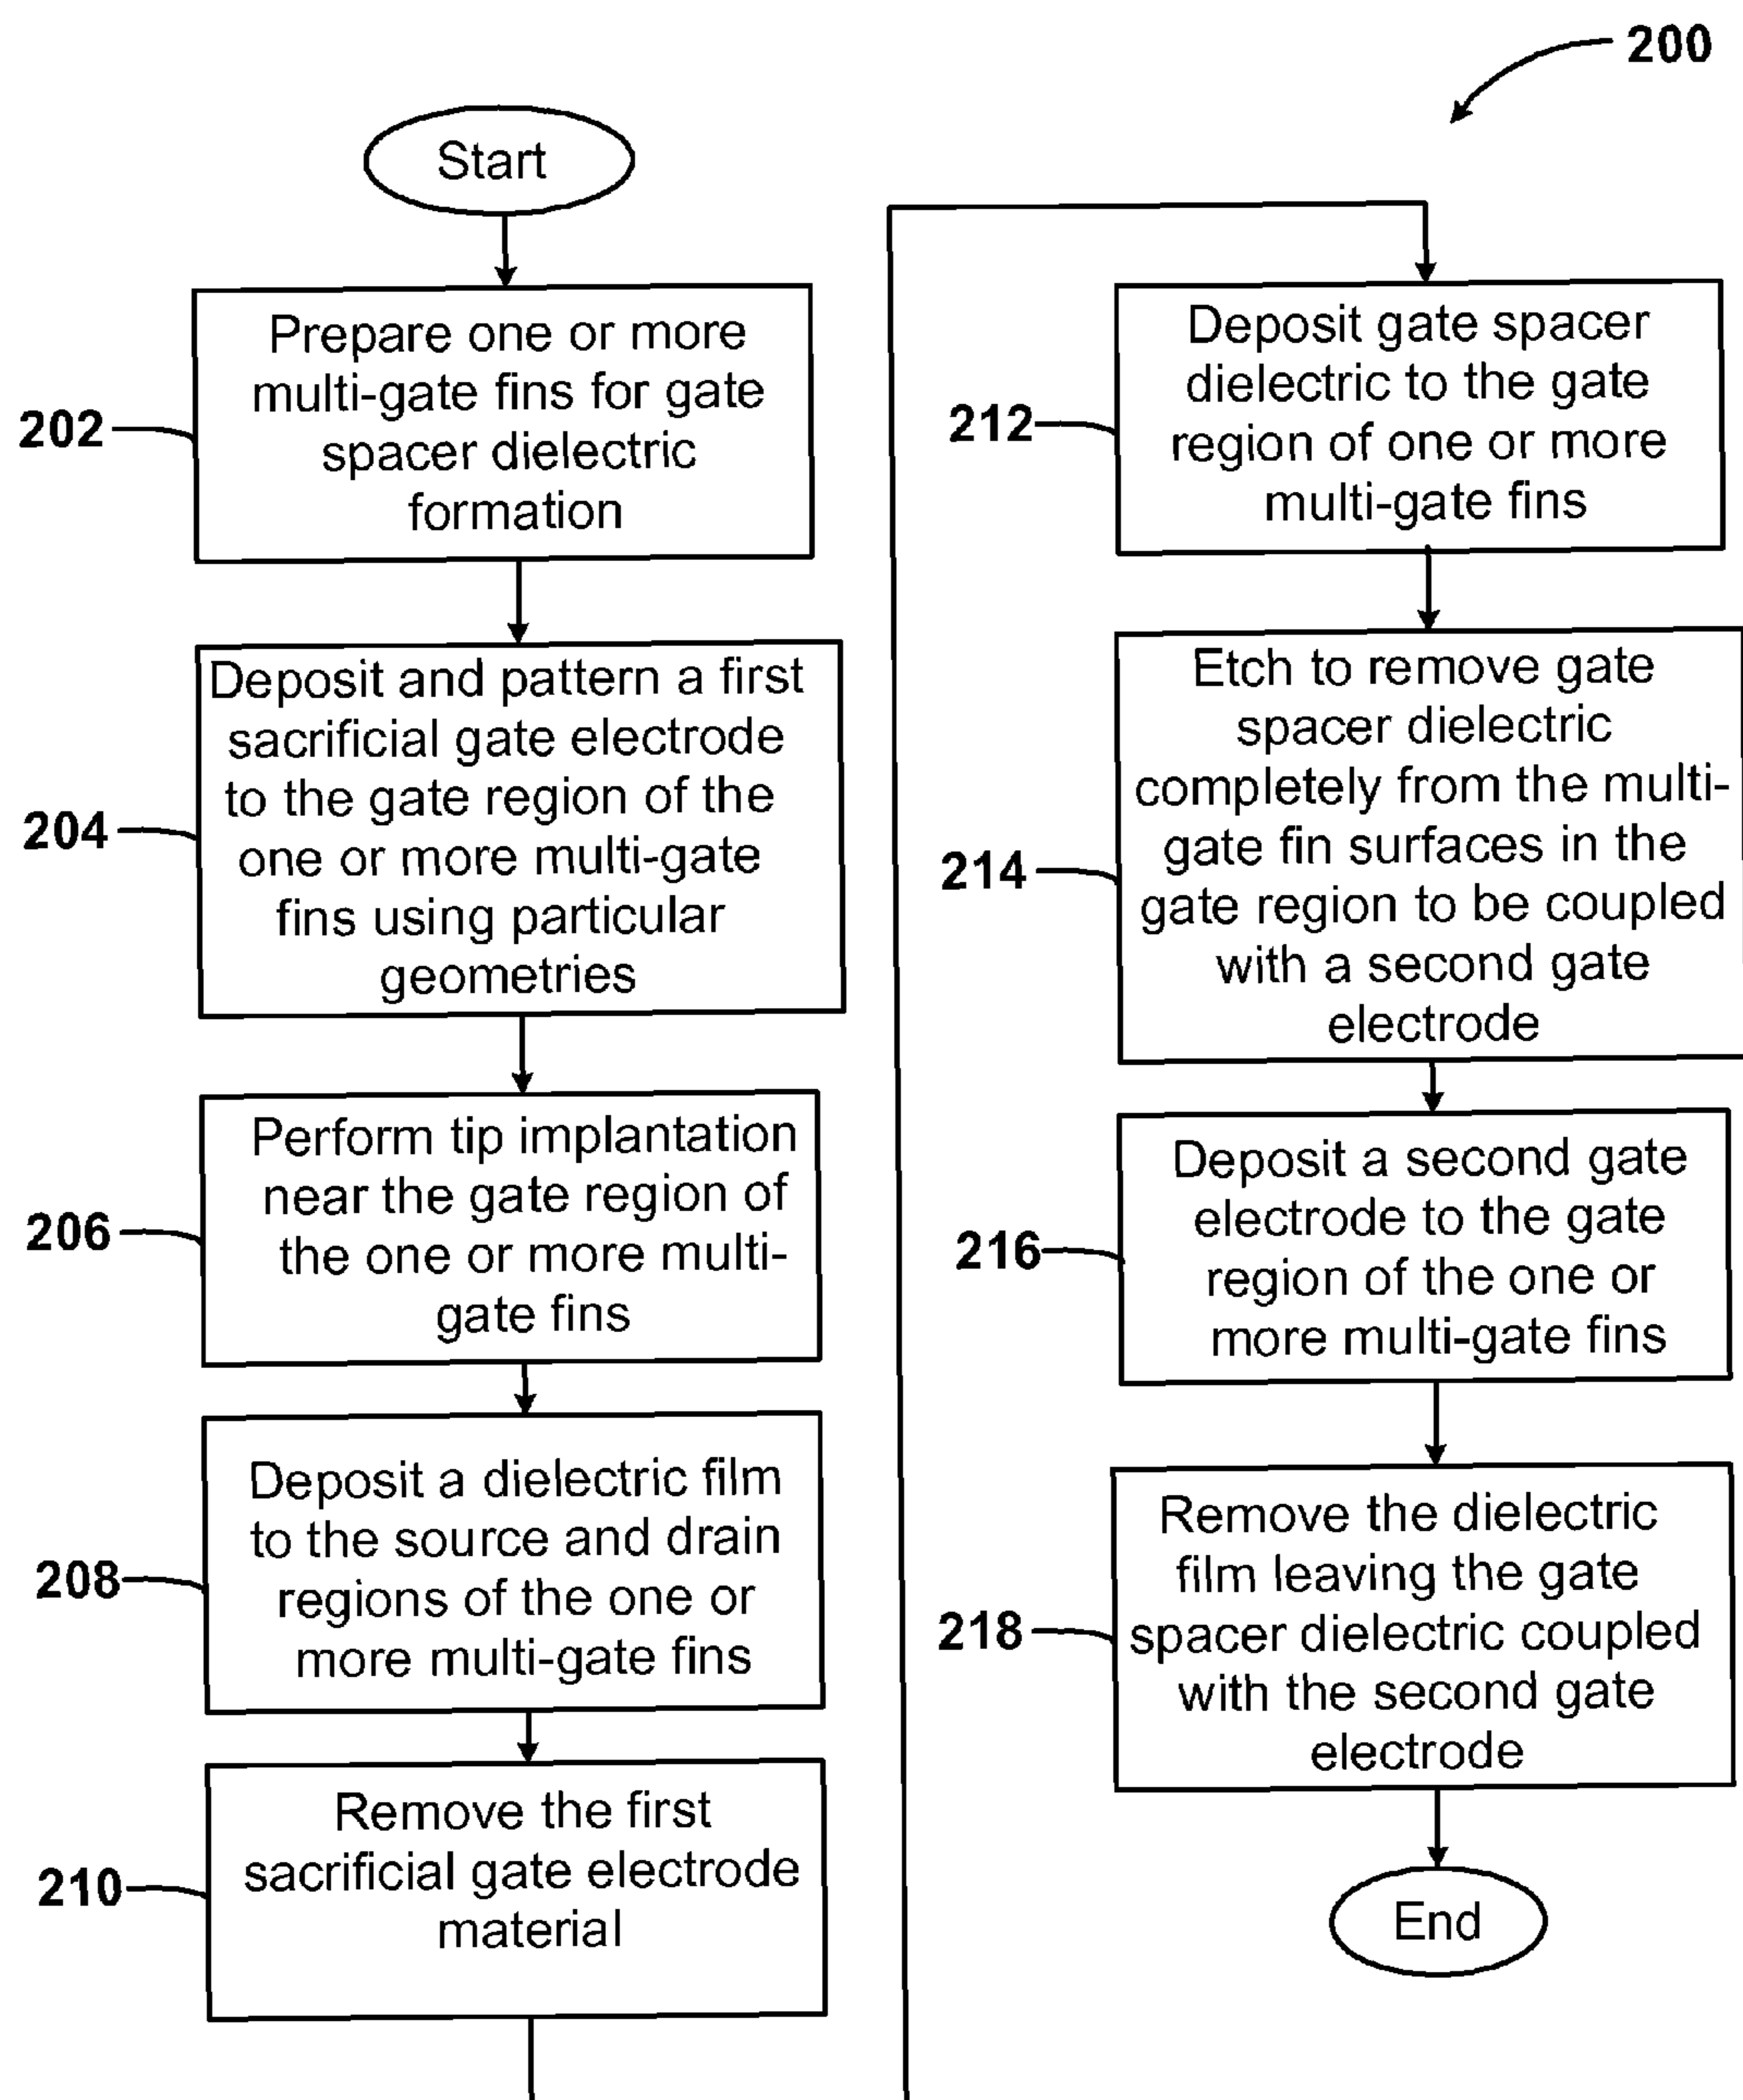 200
Start
Prepare one or more
multi-gate fins for gate
spacer dielectric
formation
202
Deposit and pattern a first
sacrificial gate electrode
to the gate region of the
one or more multi-gate
fins using particular
geometries
204
Perform tip implantation
near the gate region of
the one or more multi-
gate fins
206
Deposit a dielectric film
to the source and drain
regions of the one or
more multi-gate fins
208
Remove the first
sacrificial gate electrode
material
210
Deposit gate spacer
dielectric to the gate
region of one or more
multi-gate fins
212
Etch to remove gate
spacer dielectric
completely from the multi-
gate fin surfaces in the
gate region to be coupled
with a second gate
electrode
214
Deposit a second gate
electrode to the gate
region of the one or
more multi-gate fins
216
Remove the dielectric
film leaving the gate
spacer dielectric coupled
with the second gate
electrode
218
End